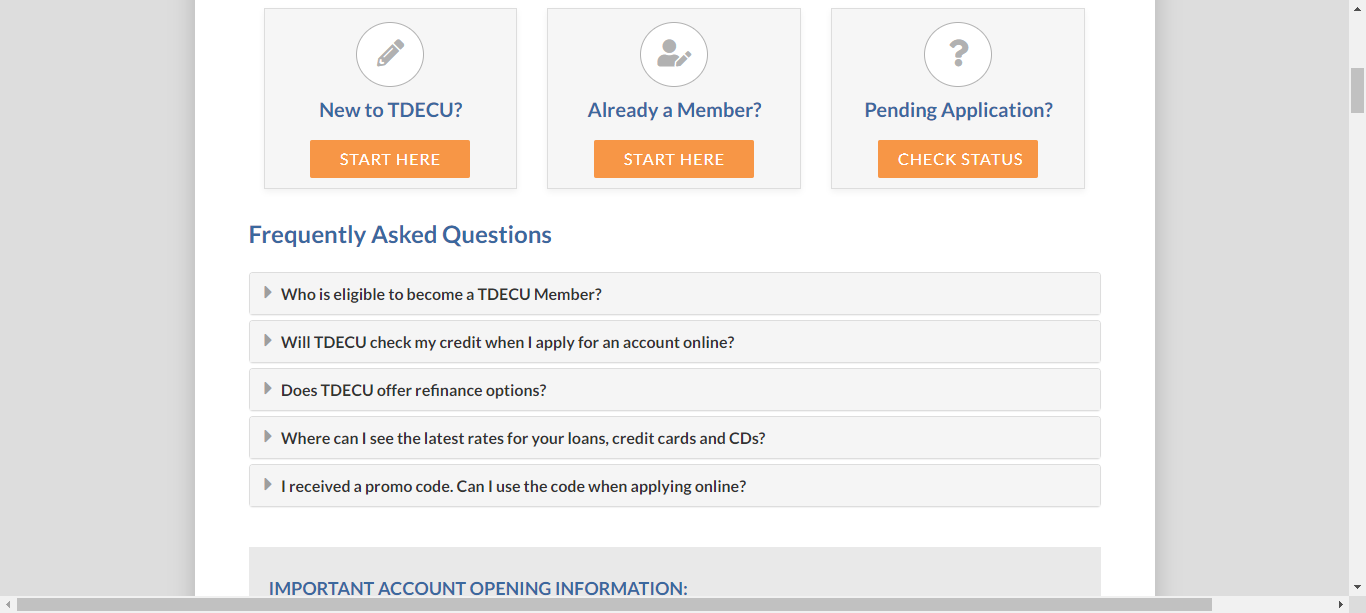 New to TDECU?
START HERE
Already a Member?
START HERE
Pending Application?
CHECK STATUS
Frequently Asked Questions
Who is eligible to become a TDECU Member?
Will TDECU check my credit when I apply for an account online?
Does TDECU offer refinance options?
Where can I see the latest rates for your loans, credit cards and CDs?
I received a promo code. Can I use the code when applying online?
IMPORTANT ACCOUNT OPENING INFORMATION: